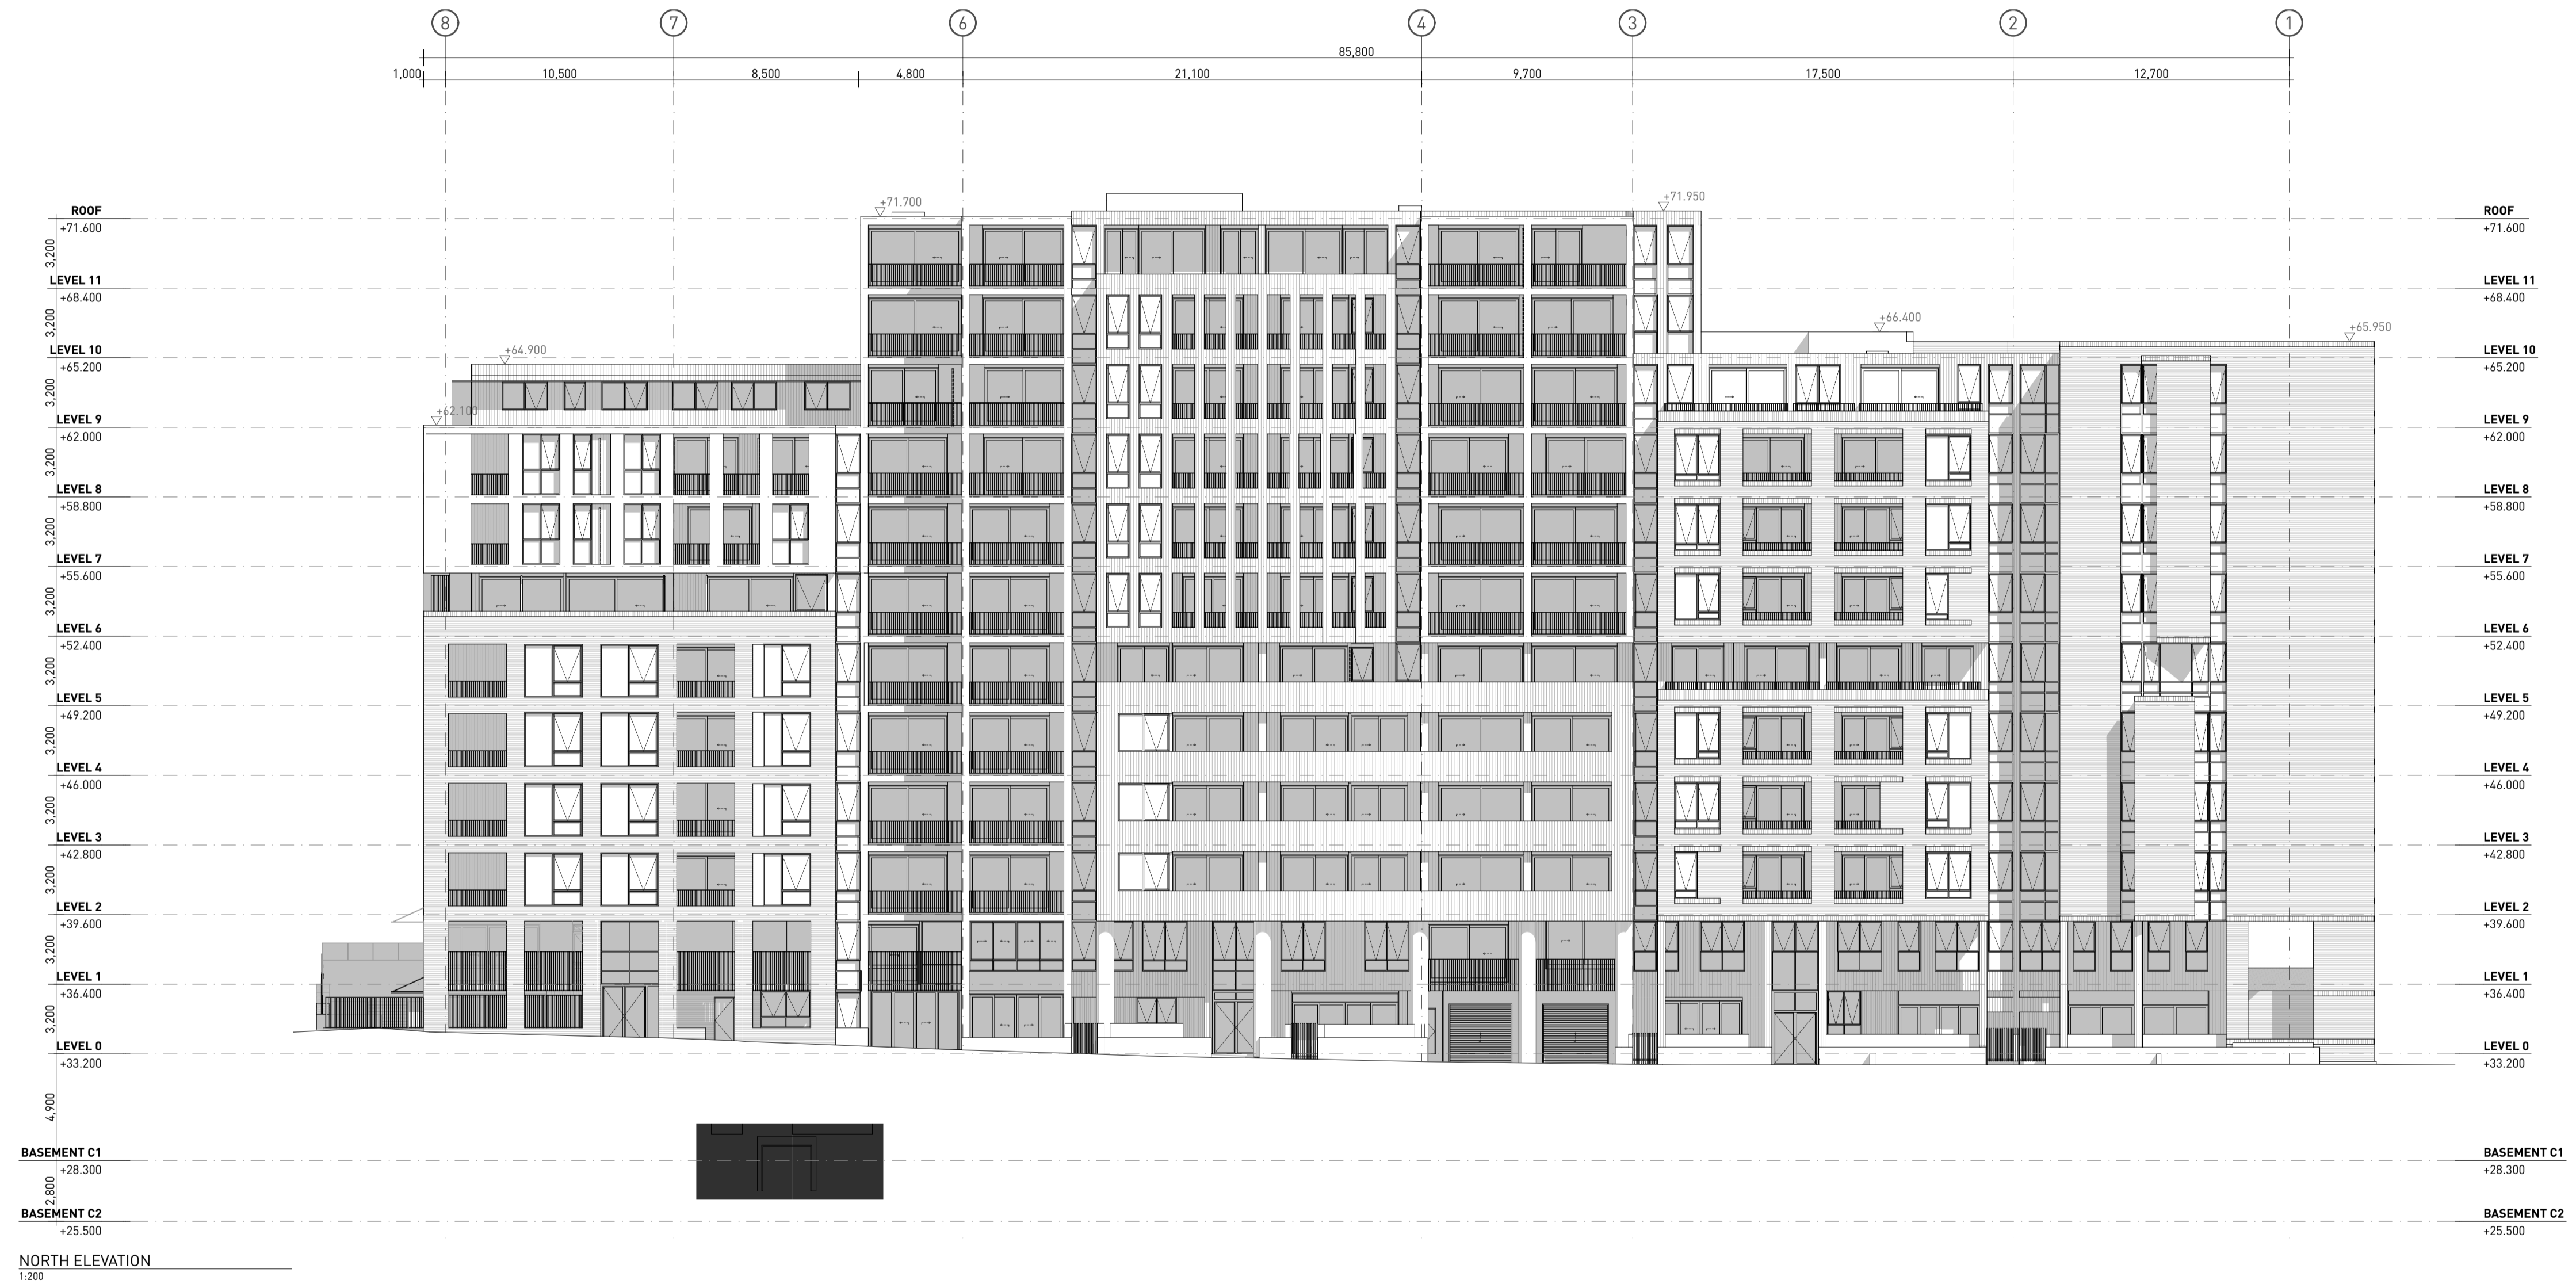 8 7 6 4 3 2 1
85,800
1,000 10,500 8,500 4,800 21,100 9,700 17,500 12,700
+71.950
+71.700
ROOF ROOF
+71.600 +71.600
3,200
LEVEL 11 LEVEL 11
+68.400 +68.400
3,200
+66.400
+65.950
LEVEL 10 +64.900 LEVEL 10
+65.200 +65.200
3,200
+62.100
LEVEL 9 LEVEL 9
+62.000 +62.000
3,200
LEVEL 8 LEVEL 8
+58.800 +58.800
3,200
LEVEL 7 LEVEL 7
+55.600 +55.600
3,200
LEVEL 6 LEVEL 6
+52.400 +52.400
3,200
LEVEL 5 LEVEL 5
+49.200 +49.200
3,200
LEVEL 4 LEVEL 4
+46.000 +46.000
3,200
LEVEL 3 LEVEL 3
+42.800 +42.800
3,200
LEVEL 2 LEVEL 2
+39.600 +39.600
3,200
LEVEL 1 LEVEL 1
+36.400 +36.400
3,200
LEVEL 0 LEVEL 0
+33.200 +33.200
4,900
BASEMENT C1 BASEMENT C1
+28.300 +28.300
2,800
BASEMENT C2 BASEMENT C2
+25.500 +25.500
NORTH ELEVATION
1:200